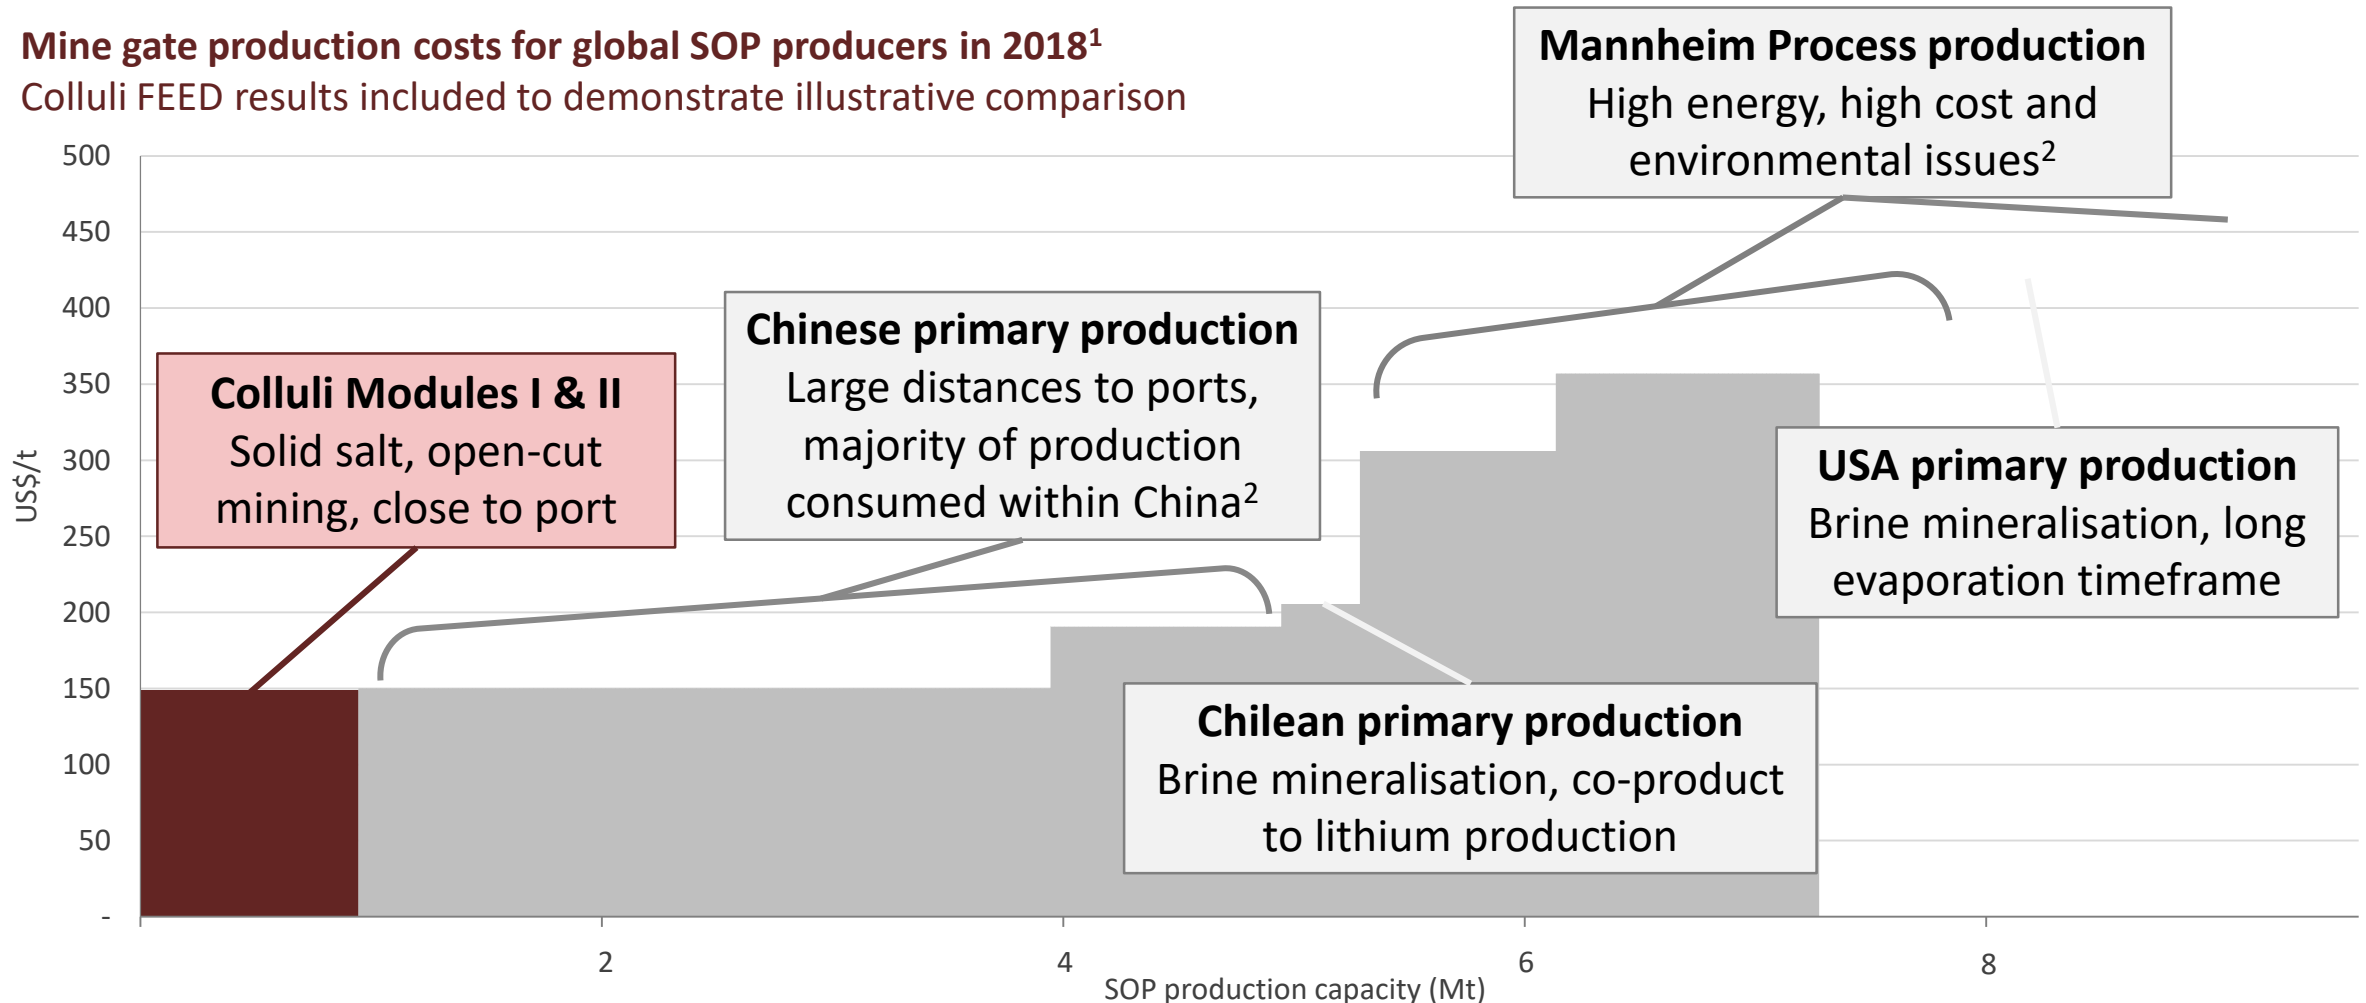 Mine gate production costs for global SOP producers in 2018¹
Colluli FEED results included to demonstrate illustrative comparison
Mannheim Process production
High energy, high cost and
environmental issues²
Chinese primary production
Large distances to ports,
majority of production
consumed within China²
Colluli Modules I & II
Solid salt, open-cut
mining, close to port
USA primary production
Brine mineralisation, long
evaporation timeframe
Chilean primary production
Brine mineralisation, co-product
to lithium production
US$/t
500
450
400
350
300
250
200
150
100
50
-
2
4
6
8
SOP production capacity (Mt)